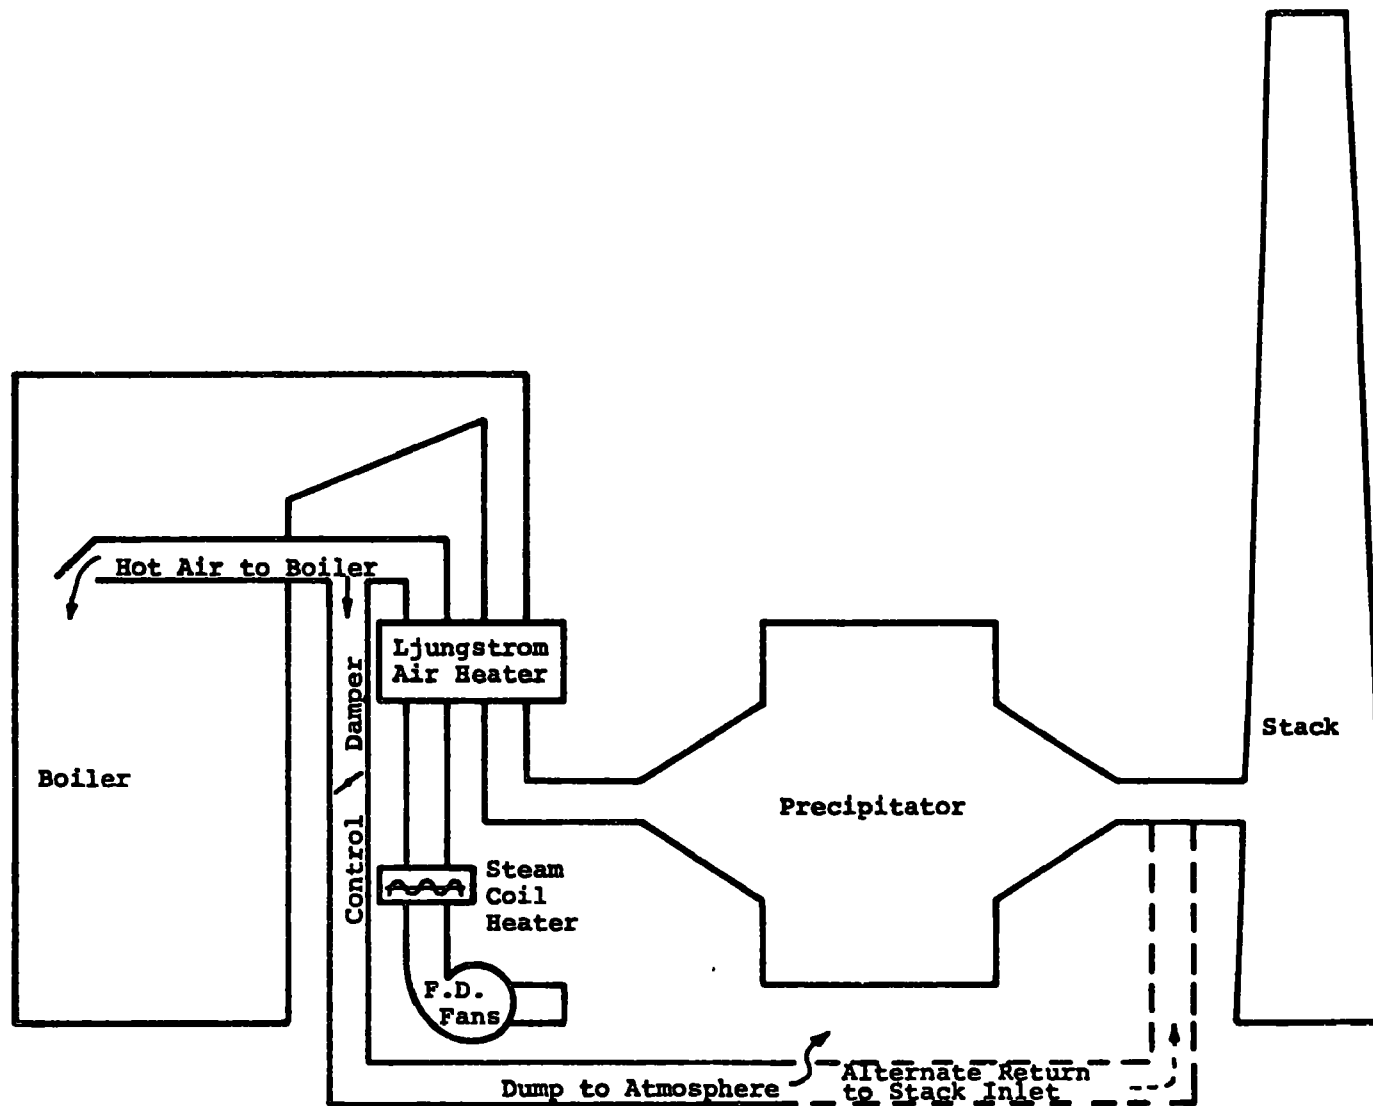 Hot Air to Boiler
Ljungstrom
Air Heater
Control Damper
Boiler
Stack
Precipitator
Steam
Coil
Heater
F.D.
Fans
Dump to Atmosphere
Alternate Return
to Stack Inlet